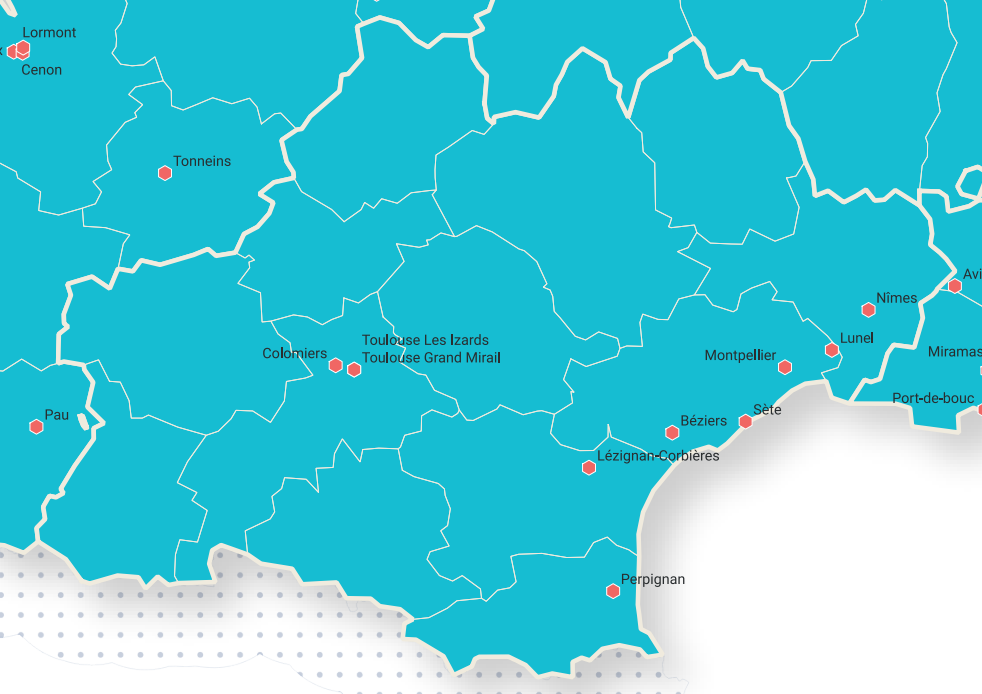 Lormont
Cenon
Tonneins
Avi
Nîmes
Toulouse Les Izards
Toulouse Grand Mirail
Colomiers
Lunel
Montpellier
Miramas
Port-de-bouc
Pau
Sète
Béziers
Lézignan-Corbières
Perpignan